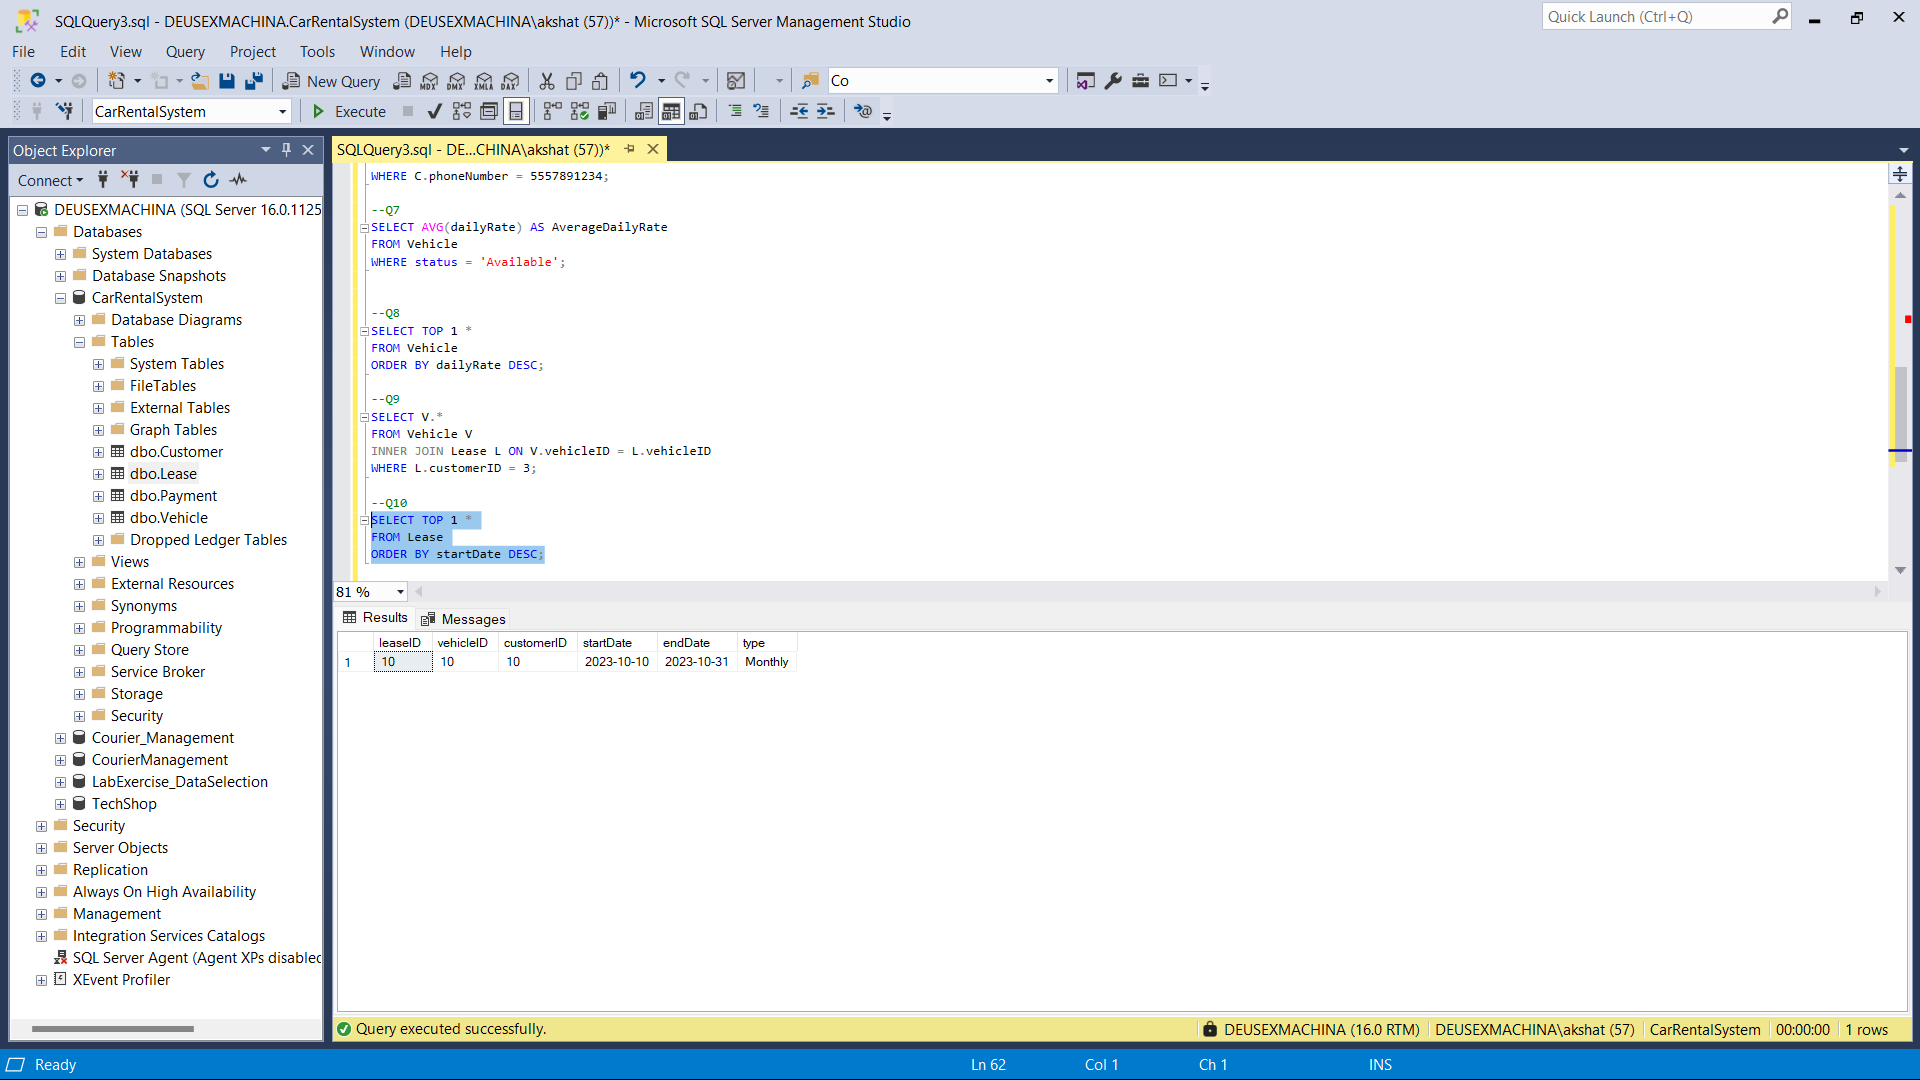 SQLQuery3.sql - DEUSEXMACHINA.CarRentalSystem (DEUSEXMACHINA\akshat (57))* - Microsoft SQL Server Management Studio
Quick Launch (Ctrl+Q)
File Edit View Query Project Tools Window Help
New Query MDX DMX XMLA DAX Co
CarRentalSystem Execute
Object Explorer
Connect
DEUSEXMACHINA (SQL Server 16.0.1125
Databases
System Databases
Database Snapshots
CarRentalSystem
Database Diagrams
Tables
System Tables
FileTables
External Tables
Graph Tables
dbo.Customer
dbo.Lease
dbo.Payment
dbo.Vehicle
Dropped Ledger Tables
Views
External Resources
Synonyms
Programmability
Query Store
Service Broker
Storage
Security
Courier_Management
CourierManagement
LabExercise_DataSelection
TechShop
Security
Server Objects
Replication
Always On High Availability
Management
Integration Services Catalogs
SQL Server Agent (Agent XPs disabled
XEvent Profiler
SQLQuery3.sql - DE...CHINA\akshat (57))*
WHERE C.phoneNumber = 5557891234;
--Q7
SELECT AVG(dailyRate) AS AverageDailyRate
FROM Vehicle
WHERE status = 'Available';
--Q8
SELECT TOP 1 *
FROM Vehicle
ORDER BY dailyRate DESC;
--Q9
SELECT V.*
FROM Vehicle V
INNER JOIN Lease L ON V.vehicleID = L.vehicleID
WHERE L.customerID = 3;
--Q10
SELECT TOP 1 *
FROM Lease
ORDER BY startDate DESC;
81 %
Results Messages
leaseID vehicleID customerID startDate endDate type
1 10 10 10 2023-10-10 2023-10-31 Monthly
Query executed successfully.
DEUSEXMACHINA (16.0 RTM) DEUSEXMACHINA\akshat (57) CarRentalSystem 00:00:00 1 rows
Ready Ln 62 Col 1 Ch 1 INS